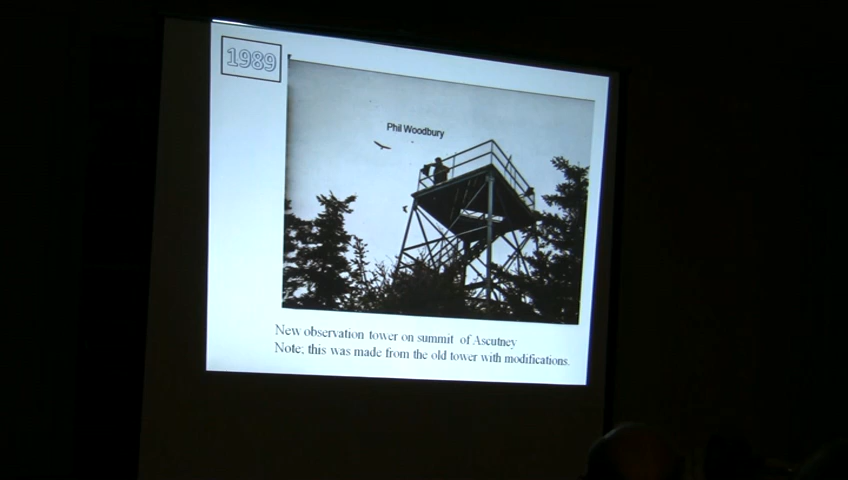 1989
Phil Woodbury
New observation tower on summit of Ascutney
Note; this was made from the old tower with modifications.